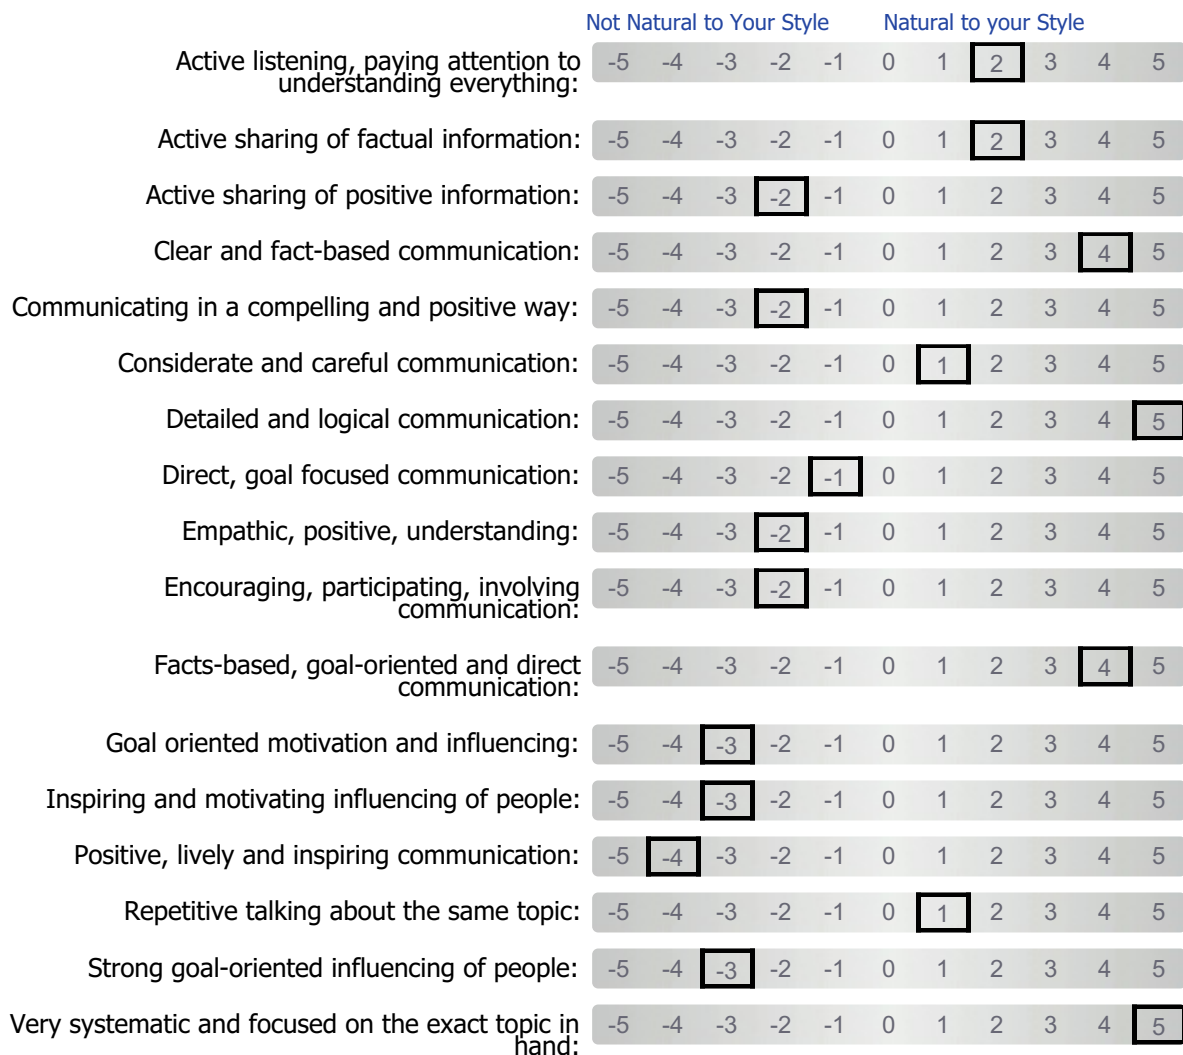 Not Natural to Your Style Natural to your Style
Active listening, paying attention to
understanding everything:
-5 -4 -3 -2 -1 0 1 2 3 4 5
Active sharing of factual information: -5 -4 -3 -2 -1 0 1 2 3 4 5
Active sharing of positive information: -5 -4 -3 -2 -1 0 1 2 3 4 5
Clear and fact-based communication: -5 -4 -3 -2 -1 0 1 2 3 4 5
Communicating in a compelling and positive way: -5 -4 -3 -2 -1 0 1 2 3 4 5
Considerate and careful communication: -5 -4 -3 -2 -1 0 1 2 3 4 5
Detailed and logical communication: -5 -4 -3 -2 -1 0 1 2 3 4 5
Direct, goal focused communication: -5 -4 -3 -2 -1 0 1 2 3 4 5
Empathic, positive, understanding: -5 -4 -3 -2 -1 0 1 2 3 4 5
Encouraging, participating, involving
communication:
-5 -4 -3 -2 -1 0 1 2 3 4 5
Facts-based, goal-oriented and direct
communication:
-5 -4 -3 -2 -1 0 1 2 3 4 5
Goal oriented motivation and influencing: -5 -4 -3 -2 -1 0 1 2 3 4 5
Inspiring and motivating influencing of people: -5 -4 -3 -2 -1 0 1 2 3 4 5
Positive, lively and inspiring communication: -5 -4 -3 -2 -1 0 1 2 3 4 5
Repetitive talking about the same topic: -5 -4 -3 -2 -1 0 1 2 3 4 5
Strong goal-oriented influencing of people: -5 -4 -3 -2 -1 0 1 2 3 4 5
Very systematic and focused on the exact topic in
hand:
-5 -4 -3 -2 -1 0 1 2 3 4 5